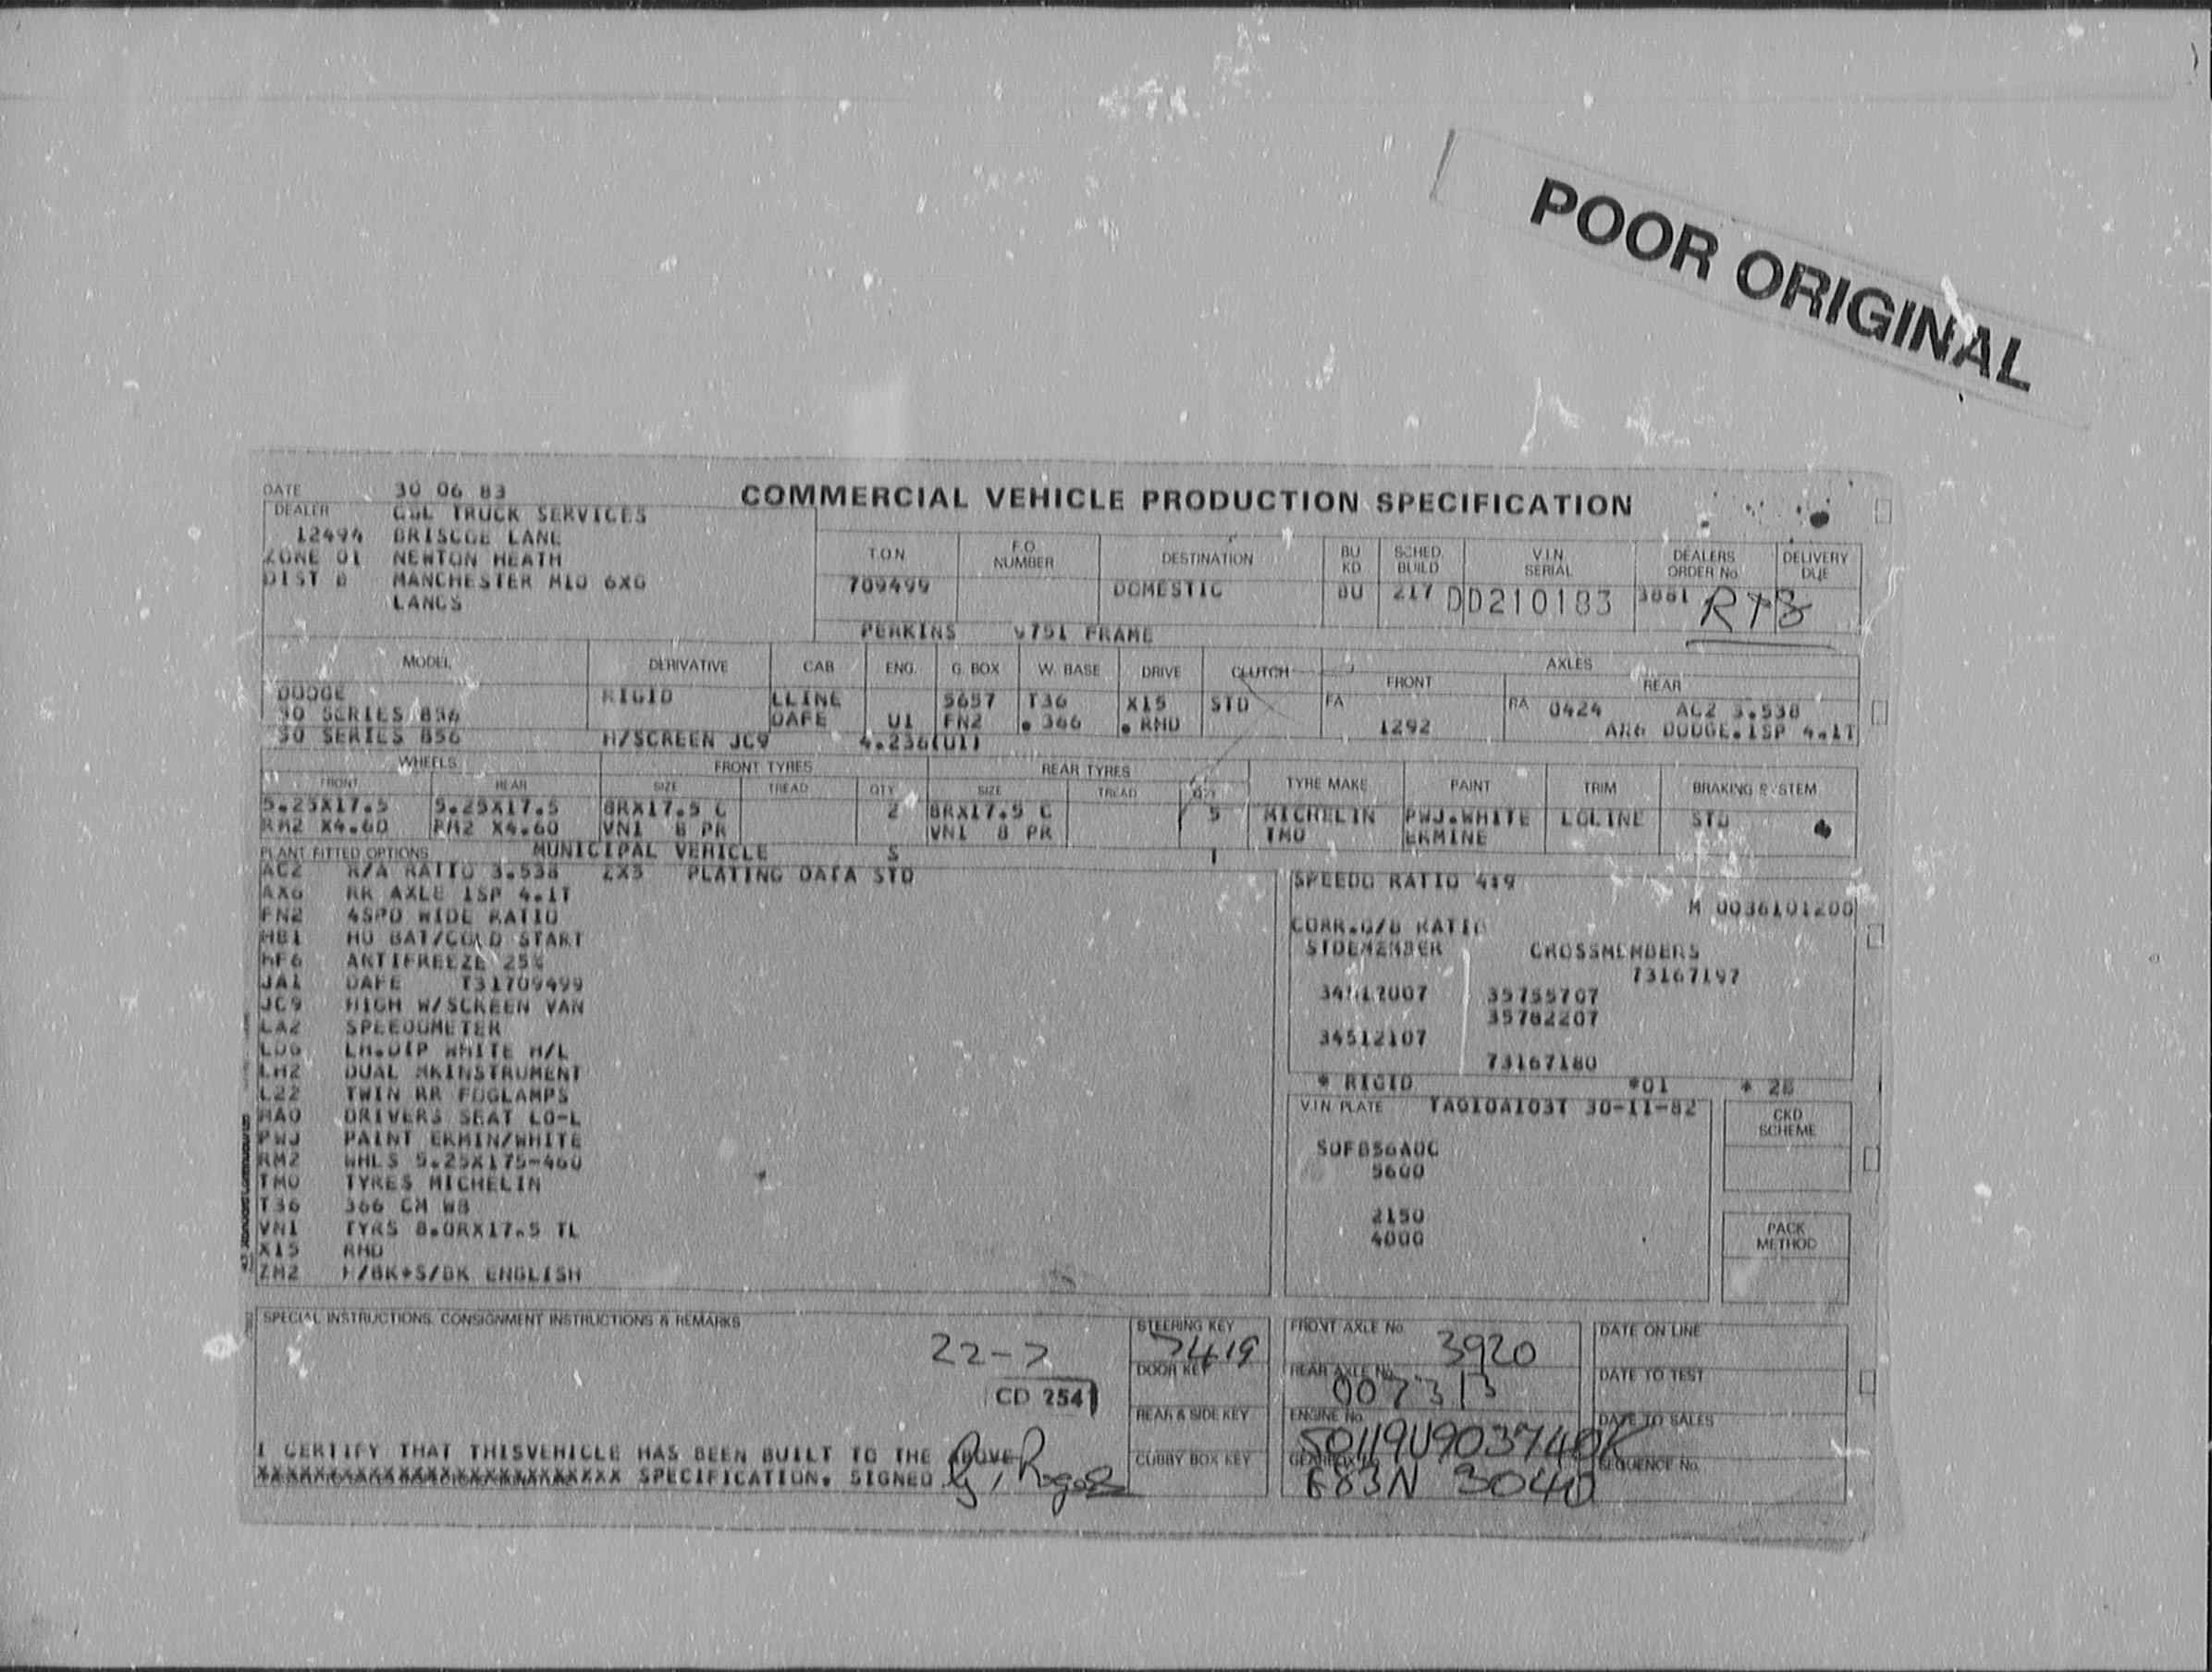 POOR ORIGINAL
DATE 30 06 83
COMMERCIAL VEHICLE PRODUCTION SPECIFICATION
DEALER TRUCK SERVICES
12494 BRISCOE LANE
ZONE 01 NEWTON HEATH
DIST MANCHESTER M10 6XG
LANCS
T.O.N F.O. NUMBER DESTINATION BU KD SCHED. BUILD V.I.N. SERIAL DEALERS ORDER No DELIVERY DUE
709499 DOMESTIC BU 217 DD210183 3881
PERKINS 9751 FRAME
MODEL DERIVATIVE CAB ENG. G. BOX W. BASE DRIVE CLUTCH AXLES
FRONT REAR
DODGE RIGID LLINE 5657 T36 X15 STD FA RA 0424 AC2 3.538
50 SERIES 856 DAFE U1 FN2 . 366 . RHD 1292
50 SERIES 856 H/SCREEN JC9 4.236(U1) DODGE.1SP 4.1T
WHEELS FRONT TYRES REAR TYRES TYRE MAKE PAINT TRIM BRAKING SYSTEM
FRONT REAR SIZE TREAD QTY SIZE TREAD QTY
5.25X17.5 5.25X17.5 8RX17.5 C 2 8RX17.5 C 5 MICHELIN PWJ.WHITE LOLINE STD
RM2 X4.60 RM2 X4.60 VN1 8 PR VN1 8 PR TMO ERMINE
PLANT FITTED OPTIONS MUNICIPAL VEHICLE S
AC2 R/A RATIO 3.538 ZX5 PLATING DATA STD
AX6 RR AXLE 1SP 4.1T
FN2 4SPD WIDE RATIO
HB1 HD BAT/COLD START
HF6 ANTIFREEZE 25%
JA1 DAFE T31709499
JC9 HIGH W/SCREEN VAN
LA2 SPEEDOMETER
LD6 LH.DIP WHITE H/L
LH2 DUAL MKINSTRUMENT
L22 TWIN RR FOGLAMPS
MAO DRIVERS SEAT LO-L
PWJ PAINT ERMIN/WHITE
RM2 WHLS 5.25X175-460
TMO TYRES MICHELIN
T36 366 CM WB
VN1 TYRS 8.0RX17.5 TL
X15 RHD
ZM2 H/BK+S/BK ENGLISH
SPEEDO RATIO 4:9
M 0036101200
CORR.G/B RATIO
SIDEMEMBER CROSSMEMBERS
73167197
35755707
35782207
34512107
73167180
* RIGID *01 * 28
V.I.N. PLATE TAG10A103T 30-11-82
CKD SCHEME
5600
2150
4000
PACK METHOD
SPECIAL INSTRUCTIONS. CONSIGNMENT INSTRUCTIONS & REMARKS
22-7
CD 254
I CERTIFY THAT THISVEHICLE HAS BEEN BUILT TO THE ABOVE
XXXXXXXXXXXXXXXXXXXXXXXXXX SPECIFICATION. SIGNED
STEERING KEY 7419
DOOR KEY
REAR & SIDE KEY
CUBBY BOX KEY
FRONT AXLE No. 3920
REAR AXLE No. 007313
ENGINE No. 50119U903740K
3040
DATE ON LINE
DATE TO TEST
DATE TO SALES
SEQUENCE No.